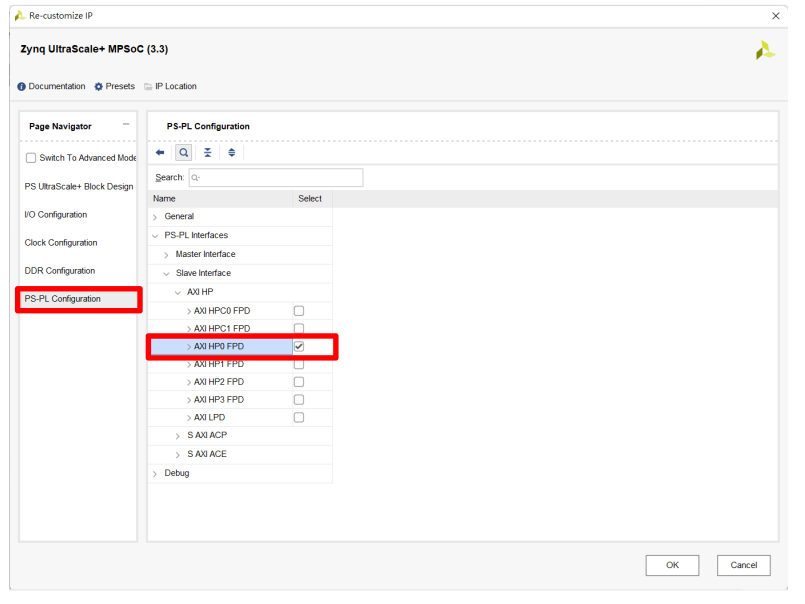 Re-customize IP
Zynq UltraScale+ MPSoC (3.3)
Documentation Presets IP Location
Page Navigator
Switch To Advanced Mode
PS UltraScale+ Block Design
I/O Configuration
Clock Configuration
DDR Configuration
PS-PL Configuration
PS-PL Configuration
Search: Q-
Name Select
General
PS-PL Interfaces
Master Interface
Slave Interface
AXI HP
AXI HPC0 FPD
AXI HPC1 FPD
AXI HP0 FPD
AXI HP1 FPD
AXI HP2 FPD
AXI HP3 FPD
AXI LPD
S AXI ACP
S AXI ACE
Debug
OK Cancel